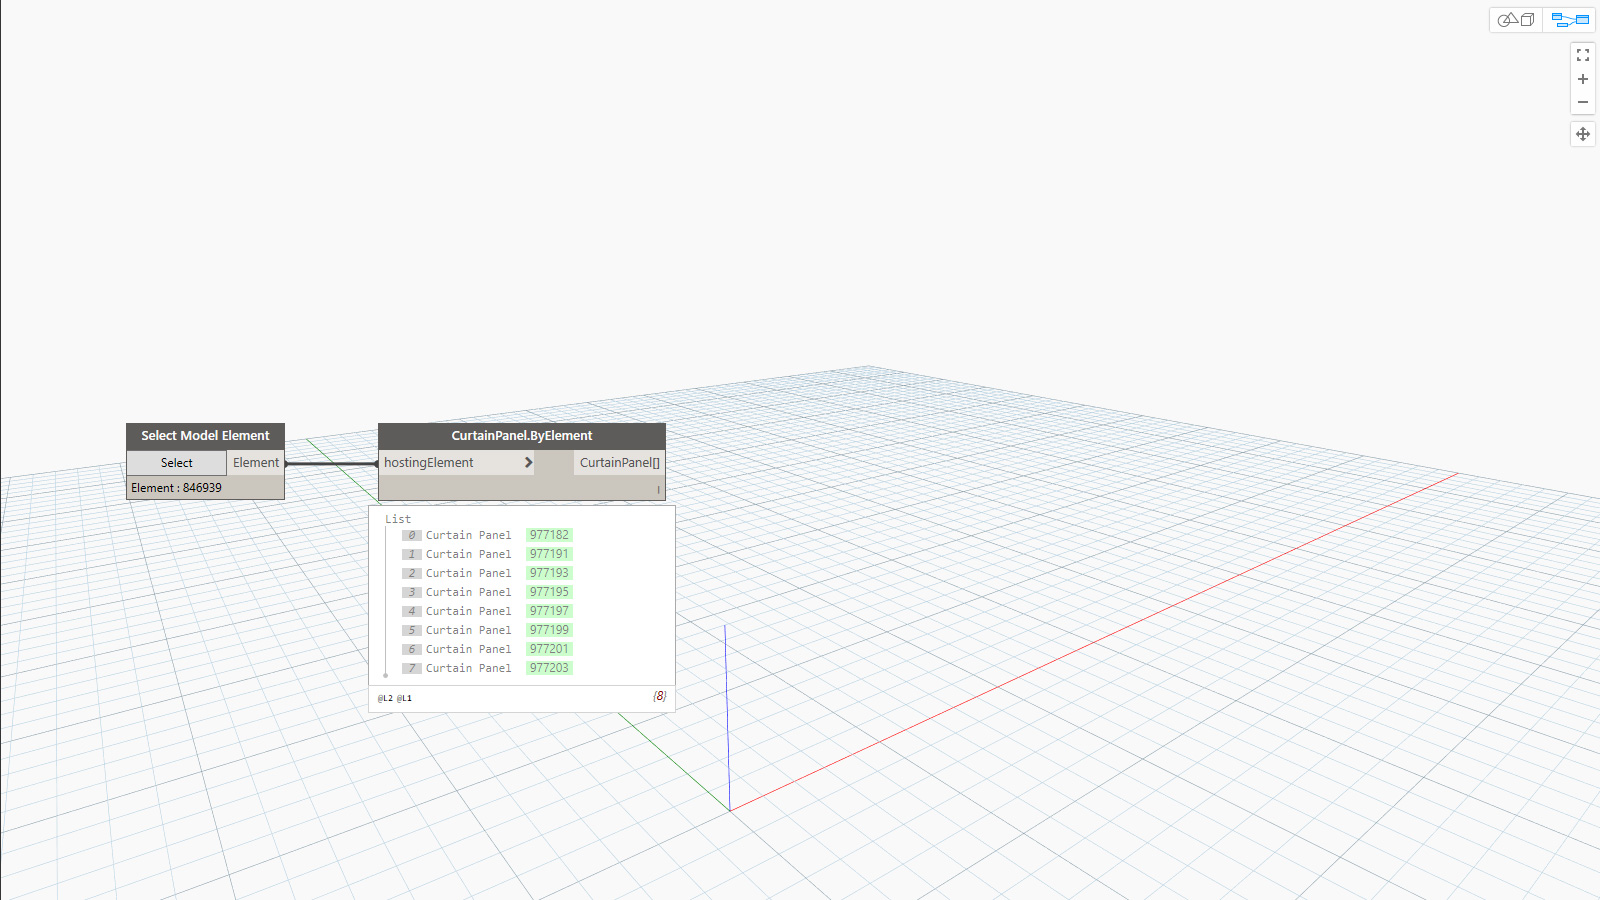 Select Model Element
Select
Element
Element : 846939
CurtainPanel.ByElement
hostingElement
CurtainPanel[]
List
0 Curtain Panel 977182
1 Curtain Panel 977191
2 Curtain Panel 977193
3 Curtain Panel 977195
4 Curtain Panel 977197
5 Curtain Panel 977199
6 Curtain Panel 977201
7 Curtain Panel 977203
@L2 @L1
{8}